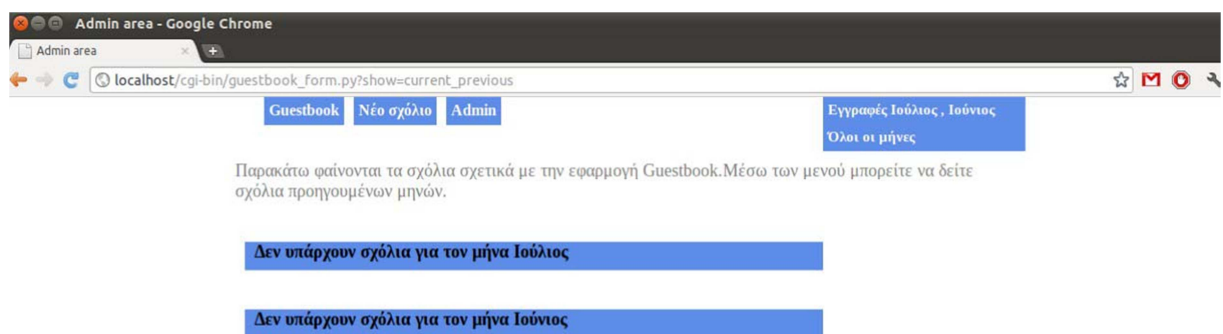 Admin area - Google Chrome
Admin area
localhost/cgi-bin/guestbook_form.py?show=current_previous
Guestbook Νέο σχόλιο Admin
Εγγραφές Ιούλιος , Ιούνιος
Όλοι οι μήνες
Παρακάτω φαίνονται τα σχόλια σχετικά με την εφαρμογή Guestbook.Μέσω των μενού μπορείτε να δείτε
σχόλια προηγουμένων μηνών.
Δεν υπάρχουν σχόλια για τον μήνα Ιούλιος
Δεν υπάρχουν σχόλια για τον μήνα Ιούνιος